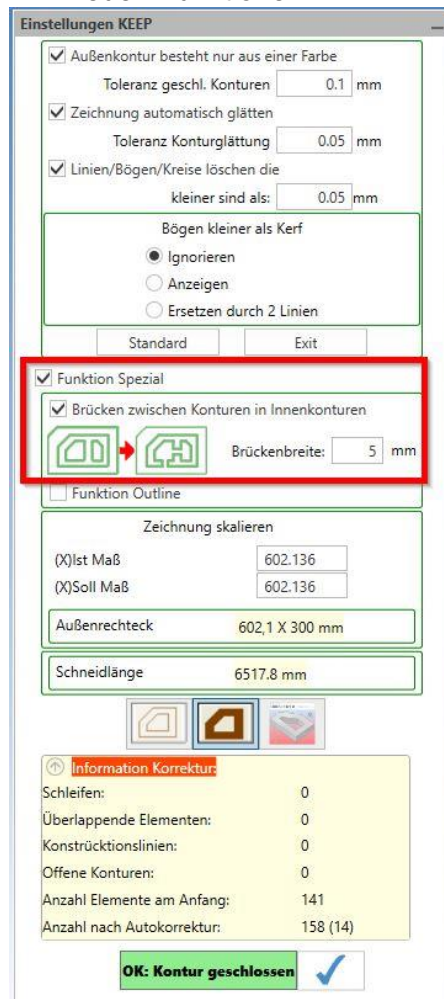 Einstellungen KEEP
Außenkontur besteht nur aus einer Farbe
Toleranz geschl. Konturen 0.1 mm
Zeichnung automatisch glätten
Toleranz Konturglättung 0.05 mm
Linien/Bögen/Kreise löschen die
kleiner sind als: 0.05 mm
Bögen kleiner als Kerf
Ignorieren
Anzeigen
Ersetzen durch 2 Linien
Standard Exit
Funktion Spezial
Brücken zwischen Konturen in Innenkonturen
Brückenbreite: 5 mm
Funktion Outline
Zeichnung skalieren
(X)Ist Maß 602.136
(X)Soll Maß 602.136
Außenrechteck 602,1 X 300 mm
Schneidlänge 6517.8 mm
Information Korrektur:
Schleifen: 0
Überlappende Elementen: 0
Konstrücktionslinien: 0
Offene Konturen: 0
Anzahl Elemente am Anfang: 141
Anzahl nach Autokorrektur: 158 (14)
OK: Kontur geschlossen